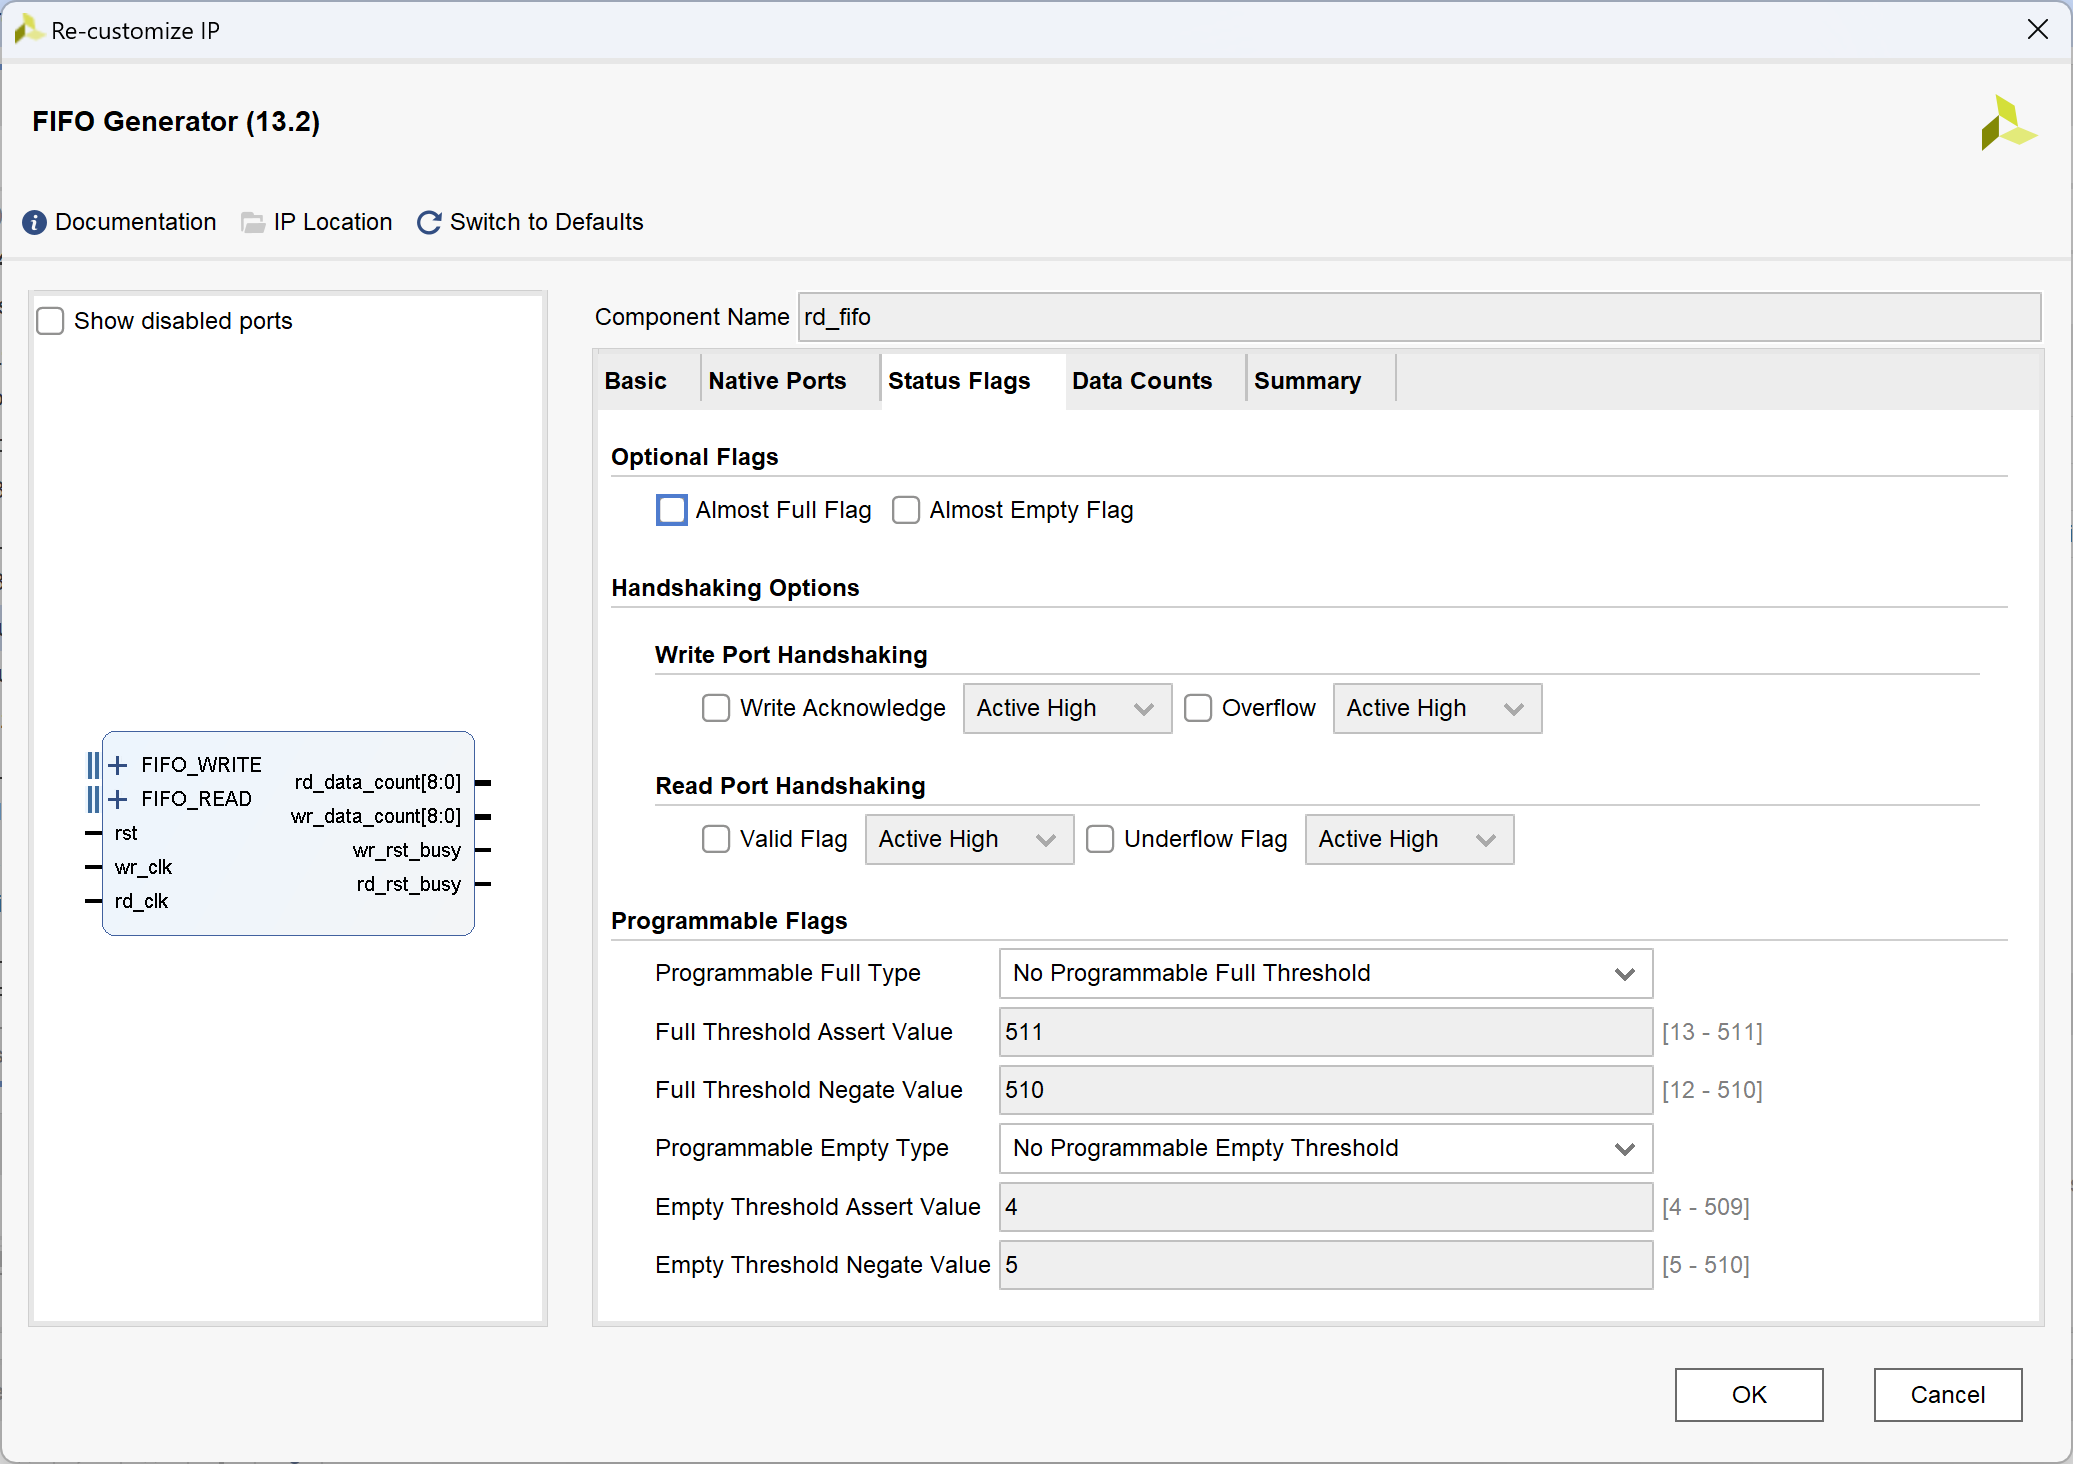 Re-customize IP
FIFO Generator (13.2)
Documentation IP Location Switch to Defaults
Show disabled ports
FIFO_WRITE
FIFO_READ
rst
wr_clk
rd_clk
rd_data_count[8:0]
wr_data_count[8:0]
wr_rst_busy
rd_rst_busy
Component Name rd_fifo
Basic Native Ports Status Flags Data Counts Summary
Optional Flags
Almost Full Flag Almost Empty Flag
Handshaking Options
Write Port Handshaking
Write Acknowledge Active High Overflow Active High
Read Port Handshaking
Valid Flag Active High Underflow Flag Active High
Programmable Flags
Programmable Full Type No Programmable Full Threshold
Full Threshold Assert Value 511 [13 - 511]
Full Threshold Negate Value 510 [12 - 510]
Programmable Empty Type No Programmable Empty Threshold
Empty Threshold Assert Value 4 [4 - 509]
Empty Threshold Negate Value 5 [5 - 510]
OK Cancel